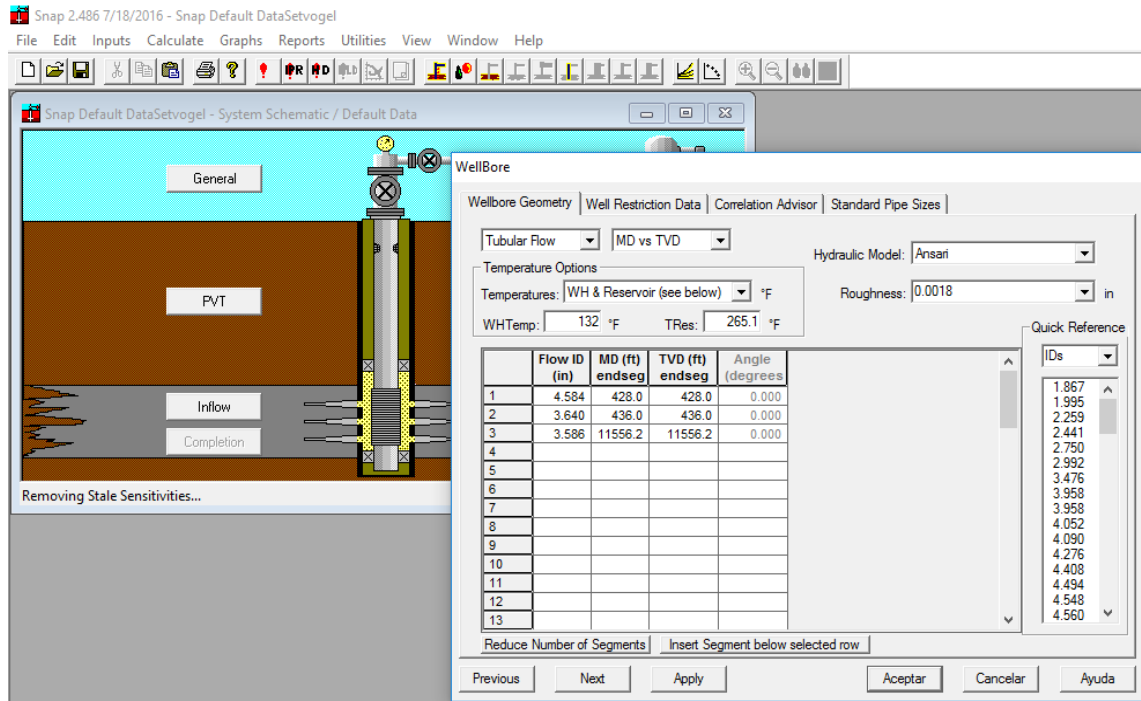 Snap 2.486 7/18/2016 - Snap Default DataSetvogel
File Edit Inputs Calculate Graphs Reports Utilities View Window Help
Snap Default DataSetvogel - System Schematic / Default Data
General
PVT
Inflow
Completion
Removing Stale Sensitivities...
WellBore
Wellbore Geometry Well Restriction Data Correlation Advisor Standard Pipe Sizes
Tubular Flow MD vs TVD
Hydraulic Model: Ansari
Temperature Options
Temperatures: WH & Reservoir (see below) °F
Roughness: 0.0018 in
WHTemp: 132 °F TRes: 265.1 °F
Quick Reference
IDs
Flow ID (in) MD (ft) endseg TVD (ft) endseg Angle (degrees
1 4.584 428.0 428.0 0.000
2 3.640 436.0 436.0 0.000
3 3.586 11556.2 11556.2 0.000
4
5
6
7
8
9
10
11
12
13
1.867
1.995
2.259
2.441
2.750
2.992
3.476
3.958
3.958
4.052
4.090
4.276
4.408
4.494
4.548
4.560
Reduce Number of Segments Insert Segment below selected row
Previous Next Apply Aceptar Cancelar Ayuda